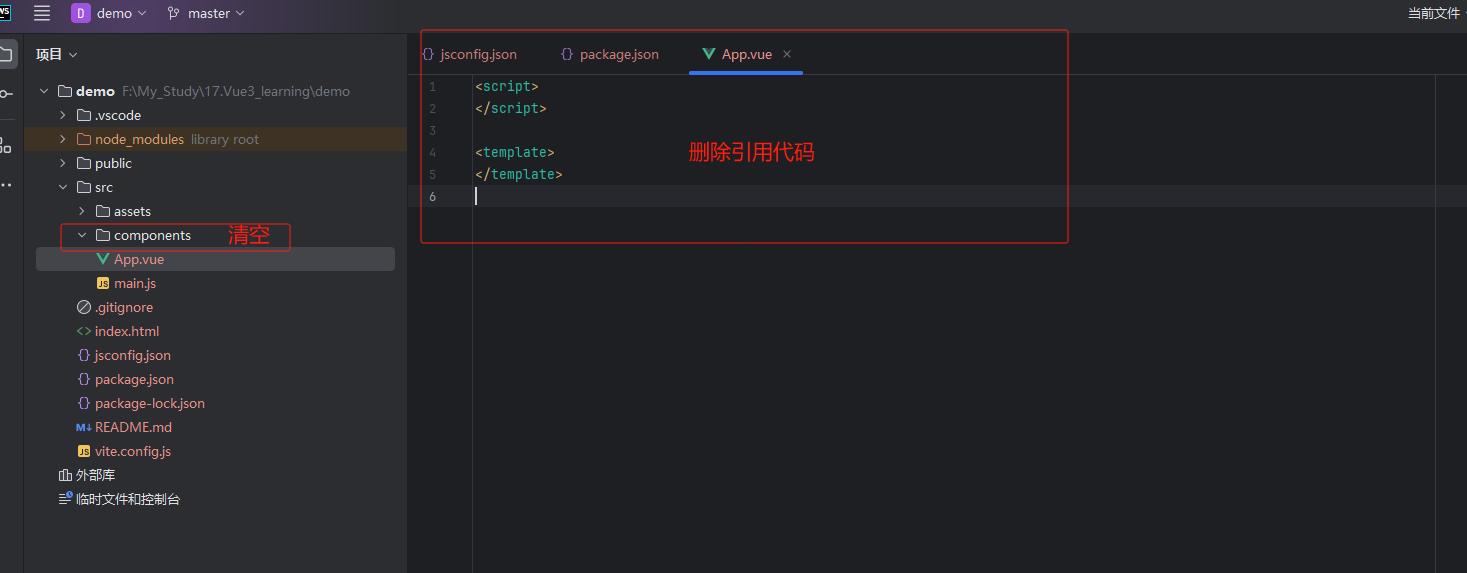 WS
D demo master 当前文件
项目
demo F:\My_Study\17.Vue3_learning\demo
.vscode
node_modules library root
public
src
assets
components 清空
App.vue
JS main.js
.gitignore
<> index.html
{} jsconfig.json
{} package.json
{} package-lock.json
M↓ README.md
JS vite.config.js
外部库
临时文件和控制台
{} jsconfig.json {} package.json App.vue ×
1 <script>
2 </script>
3
4 <template>
5 </template>
6
删除引用代码